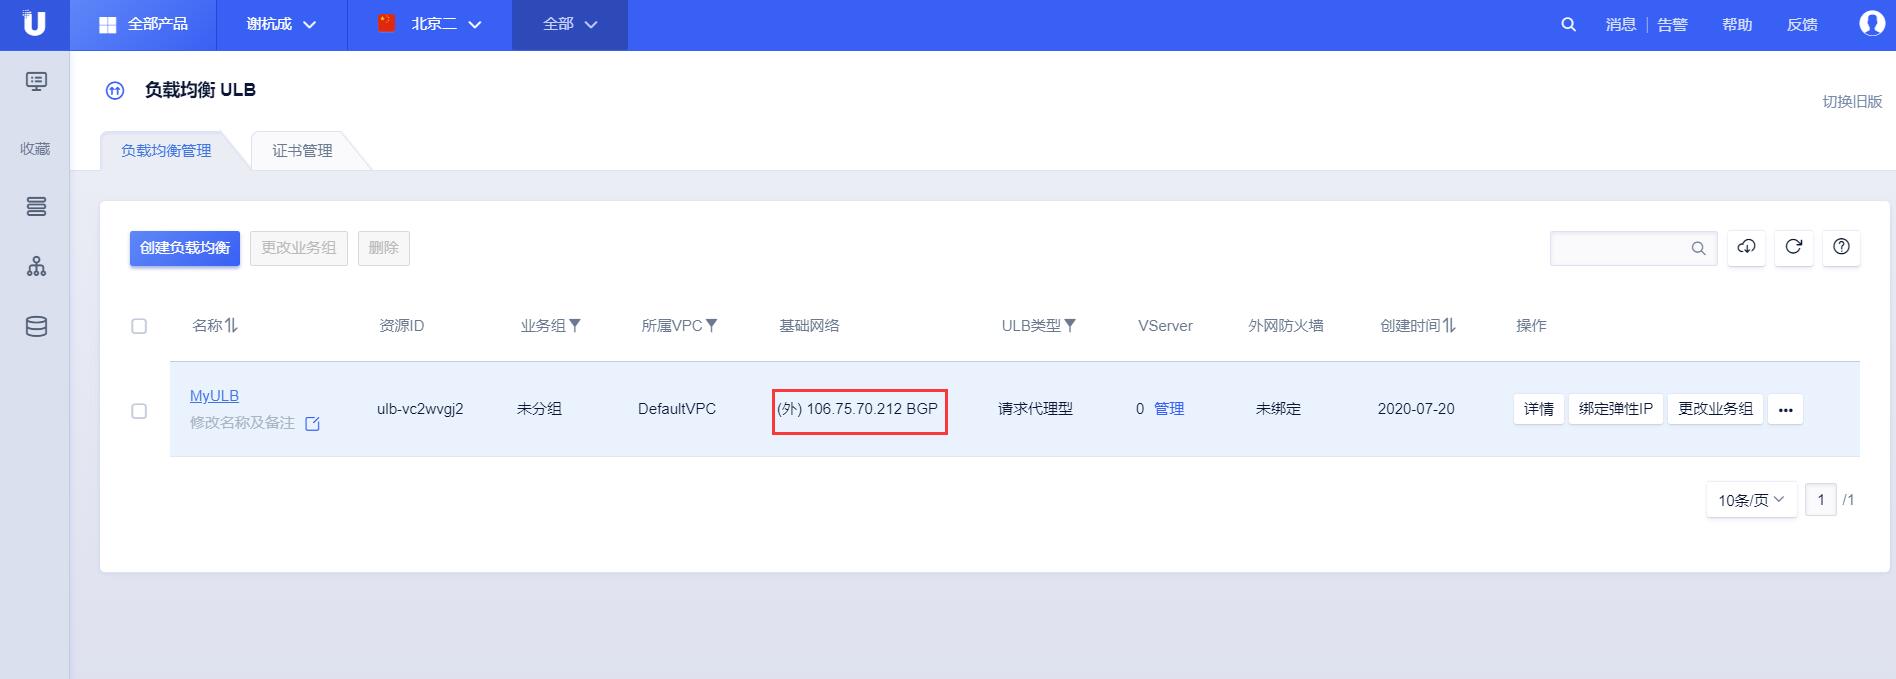 U 全部产品 谢杭成 北京二 全部 消息 告警 帮助 反馈
负载均衡 ULB
切换旧版
收藏
负载均衡管理 证书管理
创建负载均衡 更改业务组 删除
名称 资源ID 业务组 所属VPC 基础网络 ULB类型 VServer 外网防火墙 创建时间 操作
MyULB
修改名称及备注
ulb-vc2wvgj2 未分组 DefaultVPC (外) 106.75.70.212 BGP 请求代理型 0 管理 未绑定 2020-07-20 详情 绑定弹性IP 更改业务组 •••
10条/页 1 /1